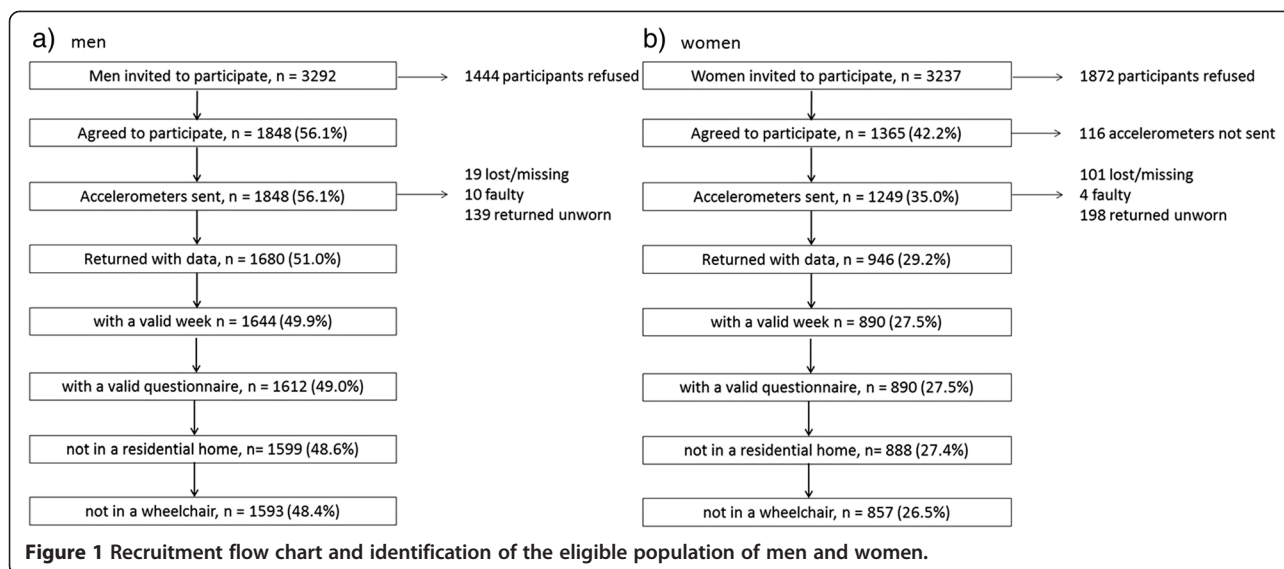 a) men
Men invited to participate, n = 3292
1444 participants refused
Agreed to participate, n = 1848 (56.1%)
Accelerometers sent, n = 1848 (56.1%)
19 lost/missing
10 faulty
139 returned unworn
Returned with data, n = 1680 (51.0%)
with a valid week n = 1644 (49.9%)
with a valid questionnaire, n = 1612 (49.0%)
not in a residential home, n= 1599 (48.6%)
not in a wheelchair, n = 1593 (48.4%)
b) women
Women invited to participate, n = 3237
1872 participants refused
Agreed to participate, n = 1365 (42.2%)
116 accelerometers not sent
Accelerometers sent, n = 1249 (35.0%)
101 lost/missing
4 faulty
198 returned unworn
Returned with data, n = 946 (29.2%)
with a valid week n = 890 (27.5%)
with a valid questionnaire, n = 890 (27.5%)
not in a residential home, n= 888 (27.4%)
not in a wheelchair, n = 857 (26.5%)
Figure 1 Recruitment flow chart and identification of the eligible population of men and women.